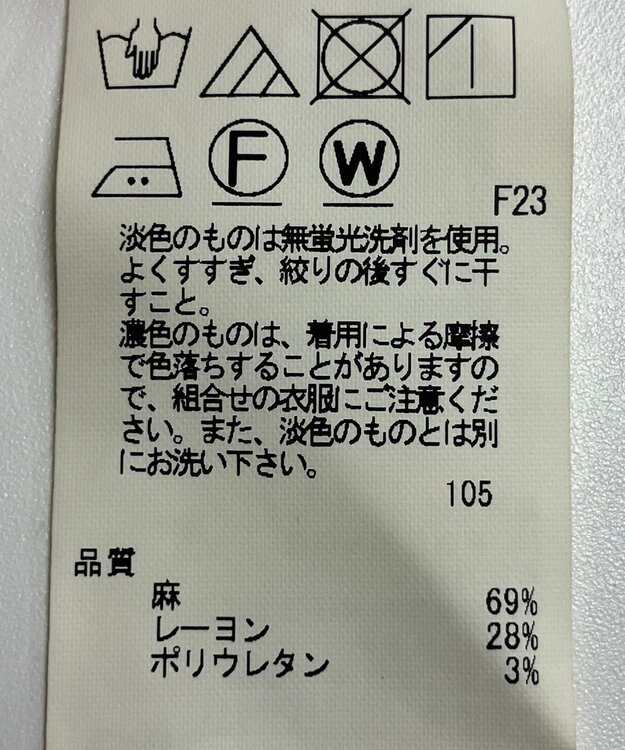 F W
F23
淡色のものは無蛍光洗剤を使用。
よくすすぎ、絞りの後すぐに干
すこと。
濃色のものは、着用による摩擦
で色落ちすることがありますの
で、組合せの衣服にご注意くだ
さい。また、淡色のものとは別
にお洗い下さい。
105
品質
麻 69%
レーヨン 28%
ポリウレタン 3%